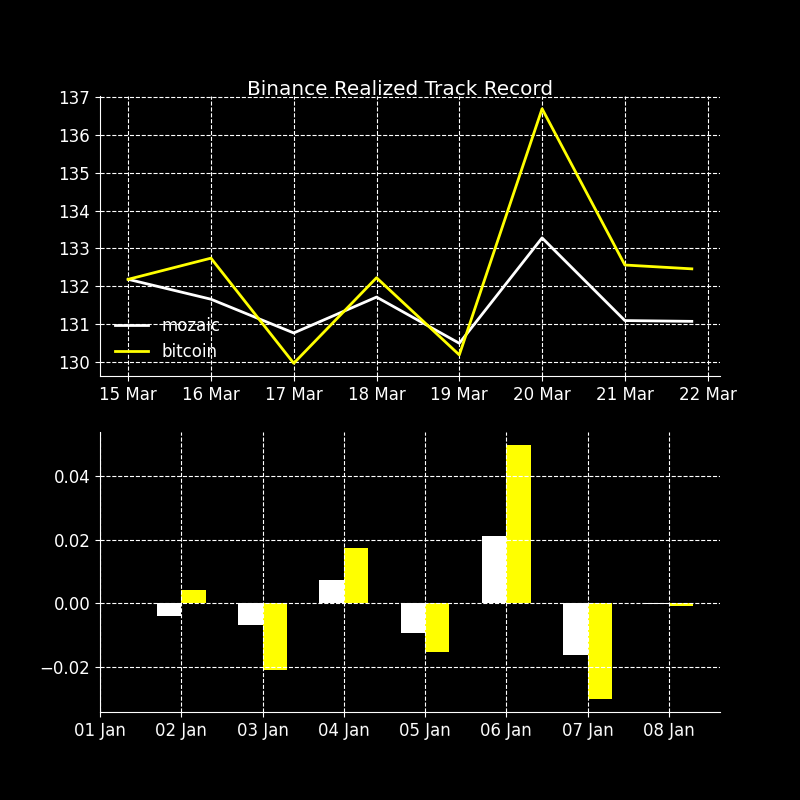 Binance Realized Track Record
137
136
135
134
133
132
131
130
mozaic
bitcoin
15 Mar 16 Mar 17 Mar 18 Mar 19 Mar 20 Mar 21 Mar 22 Mar
0.04
0.02
0.00
−0.02
01 Jan 02 Jan 03 Jan 04 Jan 05 Jan 06 Jan 07 Jan 08 Jan